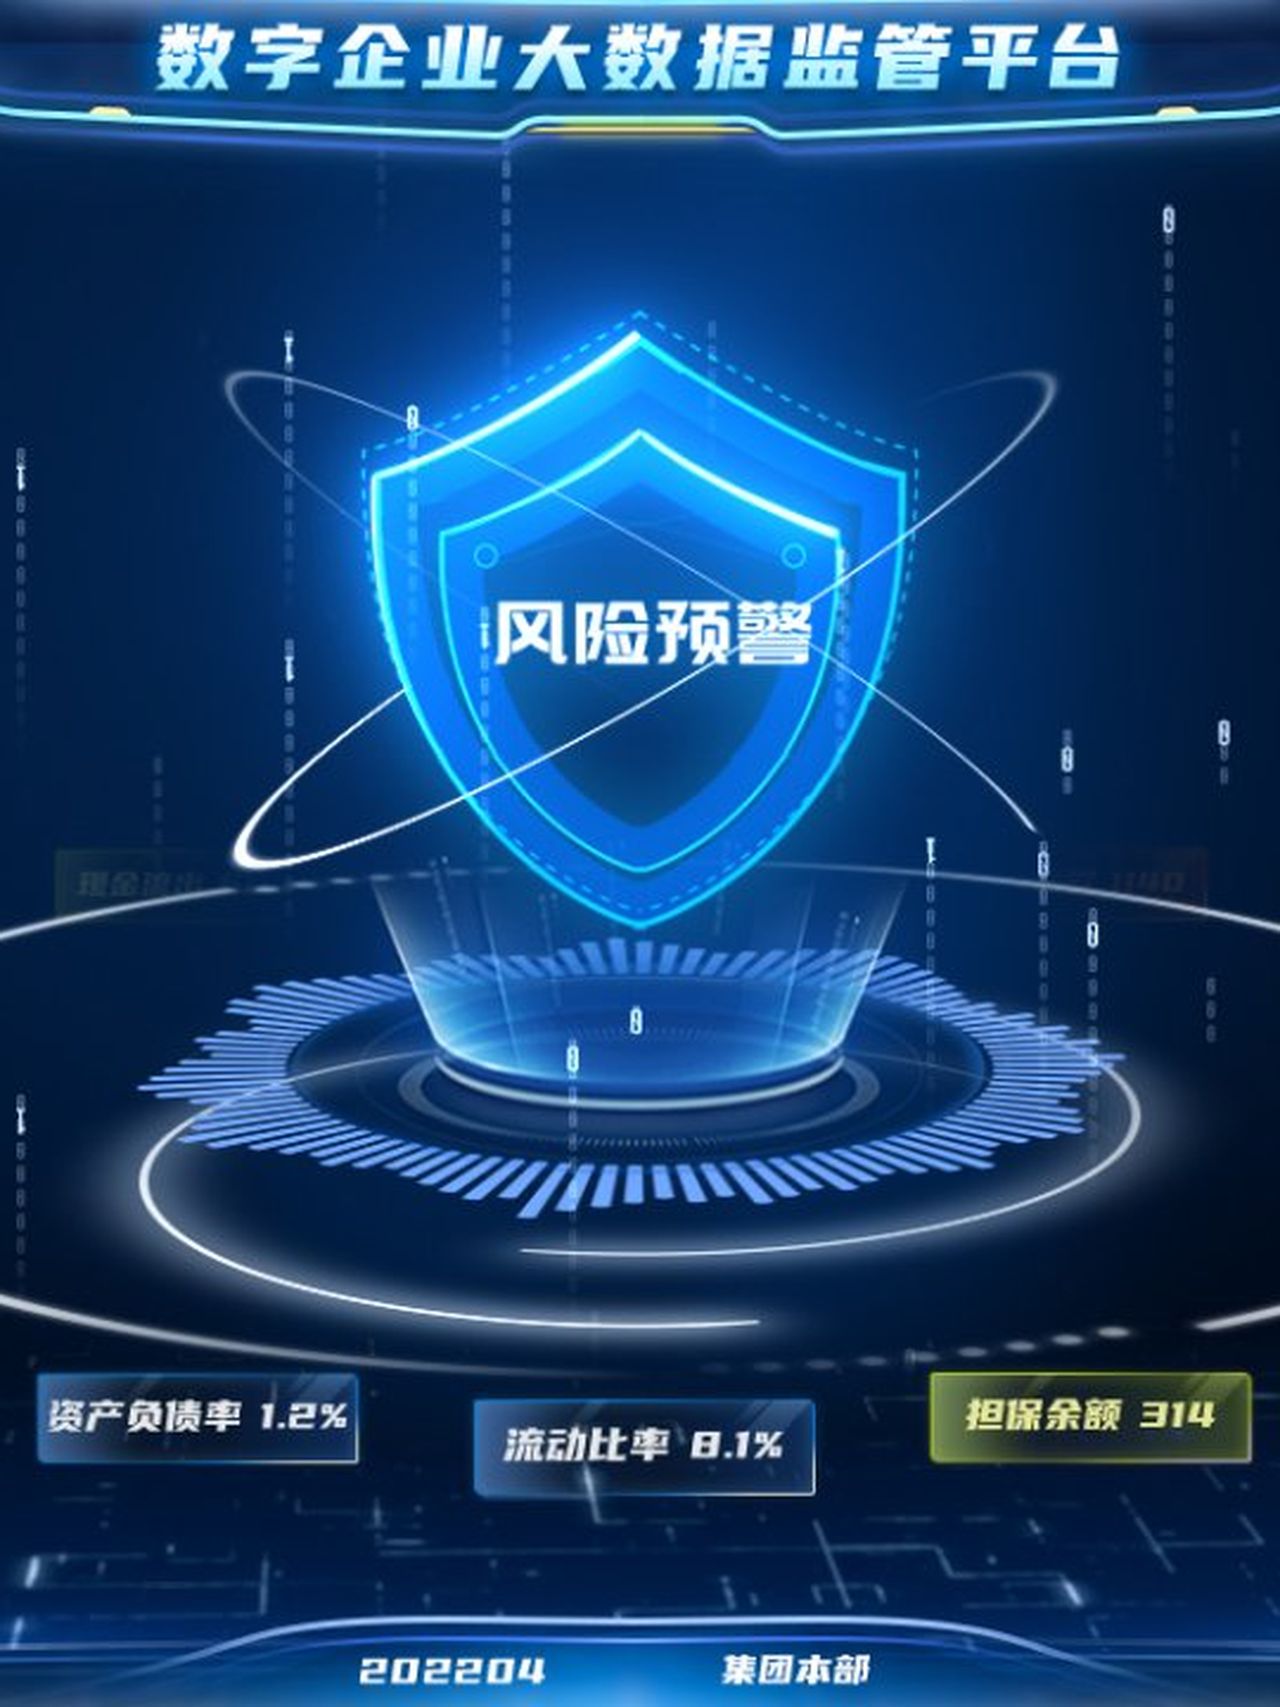 数字企业大数据监管平台
风险预警
资产负债率 1.2%
流动比率 8.1%
担保余额 314
202204 集团本部